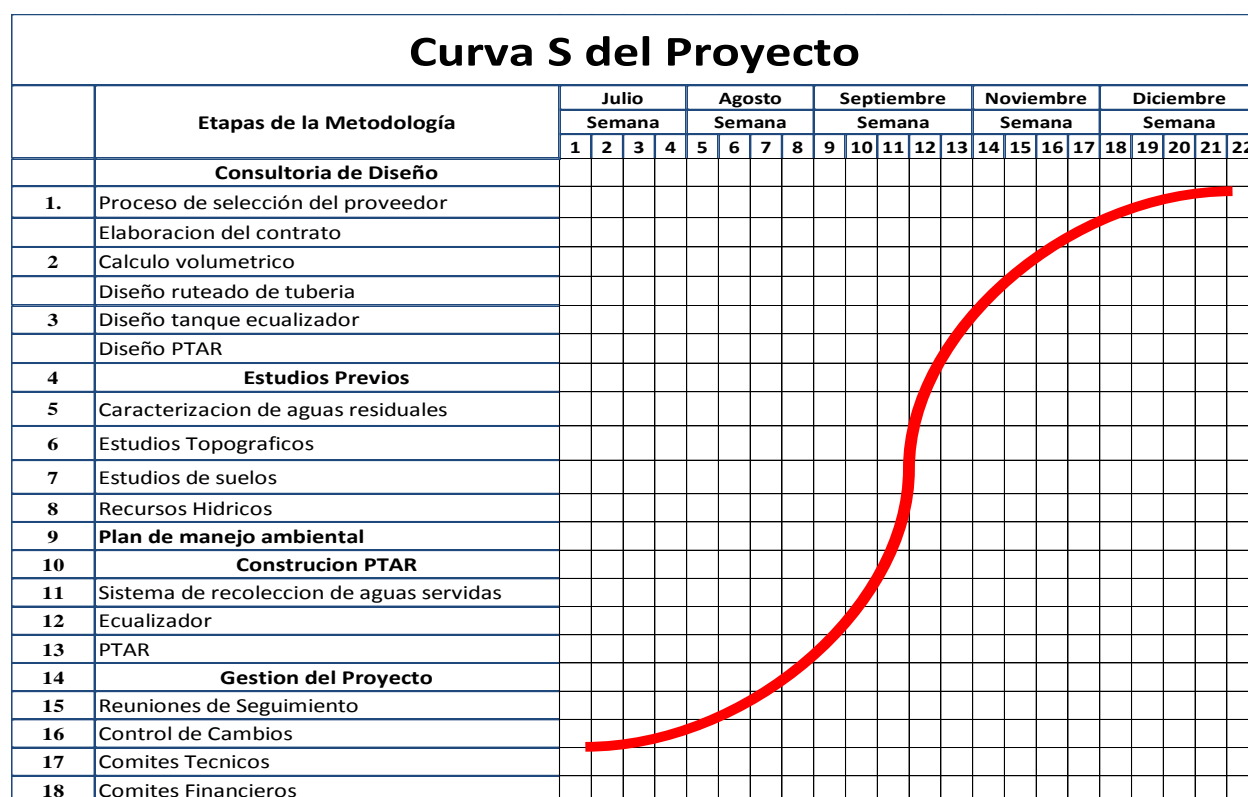 Curva S del Proyecto
Etapas de la Metodología
Julio Agosto Septiembre Noviembre Diciembre
Semana Semana Semana Semana Semana
1 2 3 4 5 6 7 8 9 10 11 12 13 14 15 16 17 18 19 20 21 22
Consultoria de Diseño
1. Proceso de selección del proveedor
Elaboracion del contrato
2 Calculo volumetrico
Diseño ruteado de tuberia
3 Diseño tanque ecualizador
Diseño PTAR
4 Estudios Previos
5 Caracterizacion de aguas residuales
6 Estudios Topograficos
7 Estudios de suelos
8 Recursos Hidricos
9 Plan de manejo ambiental
10 Construcion PTAR
11 Sistema de recoleccion de aguas servidas
12 Ecualizador
13 PTAR
14 Gestion del Proyecto
15 Reuniones de Seguimiento
16 Control de Cambios
17 Comites Tecnicos
18 Comites Financieros